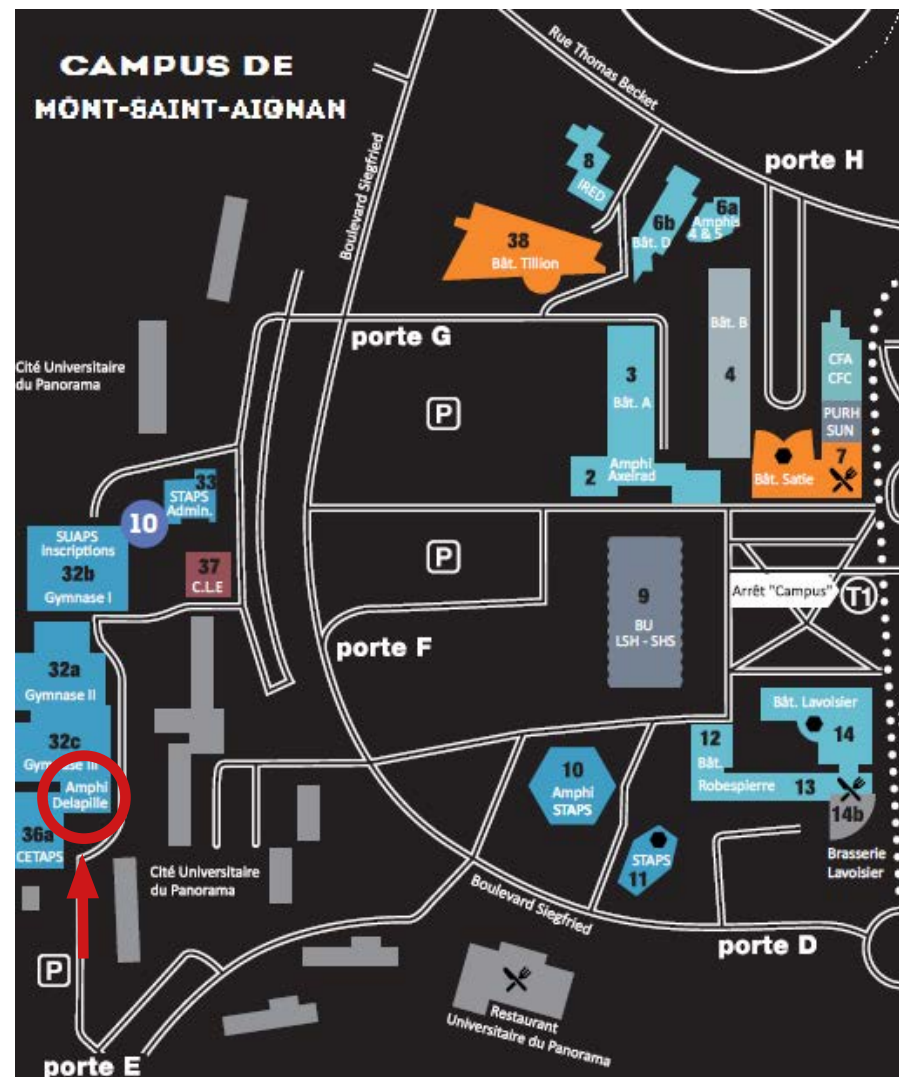 CAMPUS DE
MONT-SAINT-AIGNAN
Rue Thomas Becket
Boulevard Siegfried
porte H
8
IRED
6b
Bât. D
6a
Amphis
4 & 5
38
Bât. Tillion
porte G
Bât. B
4
3
Bât. A
2
Amphi
Axelrad
CFA
CFC
PURH
SUN
7
Bât. Satie
Cité Universitaire
du Panorama
P
33
STAPS
Admin.
10
SUAPS
inscriptions
32b
Gymnase I
37
C.L.E
P
9
BU
LSH - SHS
Arrêt "Campus"
T1
porte F
32a
Gymnase II
32c
Gymnase III
Amphi
Delapille
36a
CETAPS
Bât. Lavoisier
14
12
Bât.
Robespierre
13
14b
Brasserie
Lavoisier
10
Amphi
STAPS
STAPS
11
Cité Universitaire
du Panorama
Boulevard Siegfried
porte D
P
Restaurant
Universitaire du Panorama
porte E